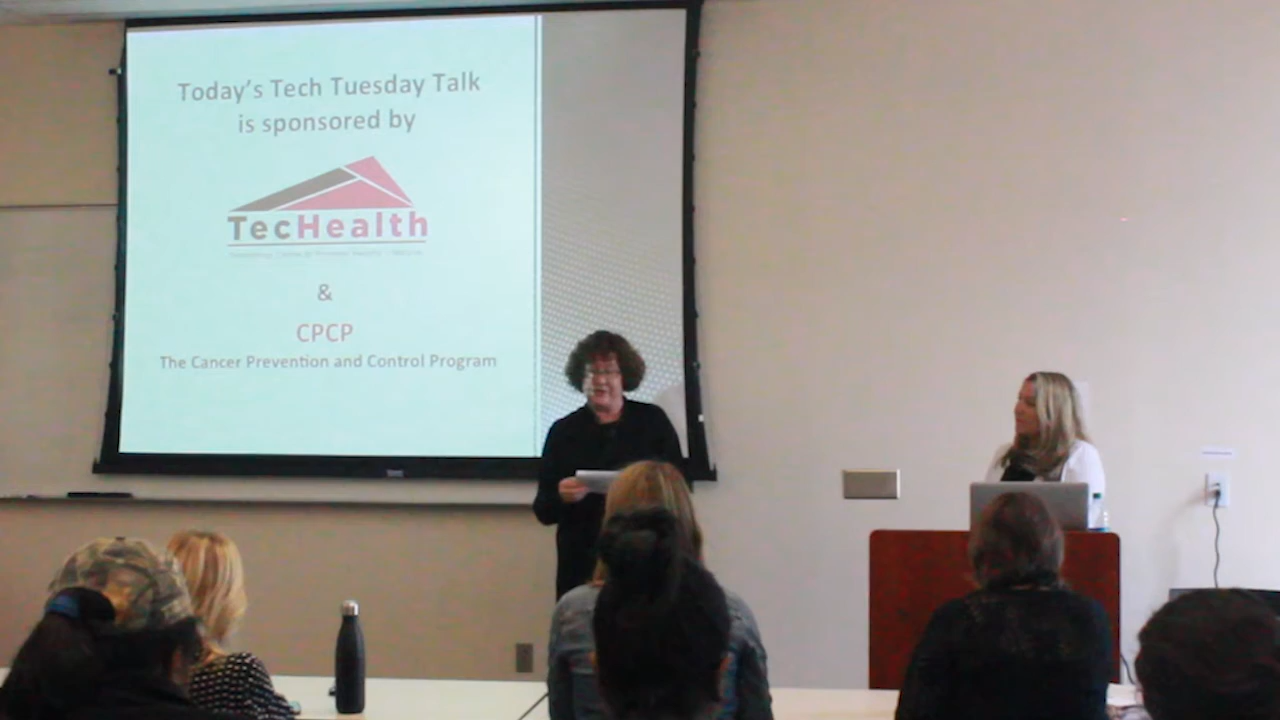 Today's Tech Tuesday Talk
is sponsored by
TecHealth
&
CPCP
The Cancer Prevention and Control Program